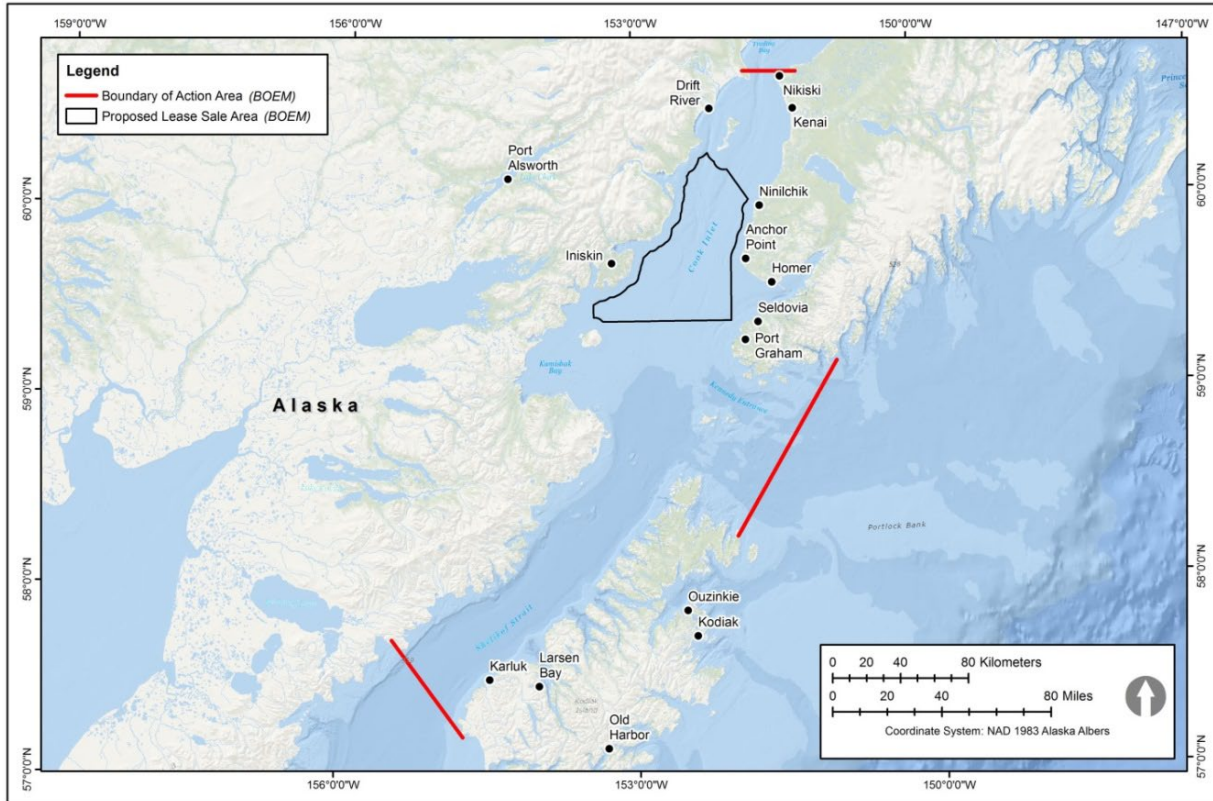 159°0'0"W
156°0'0"W
153°0'0"W
150°0'0"W
147°0'0"W
Legend
Boundary of Action Area (BOEM)
Proposed Lease Sale Area (BOEM)
Trading
Bay
Drift
River
Nikiski
Kenai
Port
Alsworth
60°0'0"N
60°0'0"N
Ninilchik
Cook Inlet
Anchor
Point
Iniskin
Homer
Seldovia
Port
Graham
Kamishak
Bay
59°0'0"N
59°0'0"N
Kennedy Entrance
Alaska
Portlock Bank
58°0'0"N
58°0'0"N
Shelikof Strait
Ouzinkie
Kodiak
Karluk
Larsen
Bay
Old
Harbor
0 20 40 80 Kilometers
0 20 40 80 Miles
Coordinate System: NAD 1983 Alaska Albers
57°0'0"N
57°0'0"N
156°0'0"W
153°0'0"W
150°0'0"W